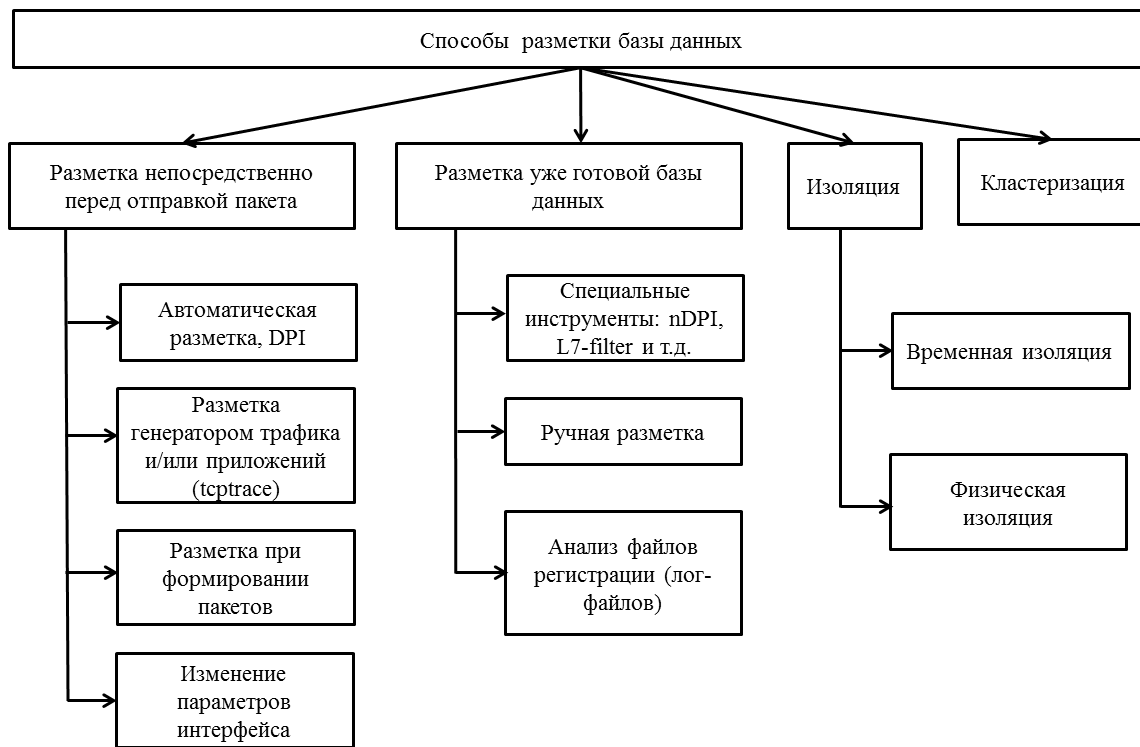 Способы разметки базы данных
Разметка непосредственно
перед отправкой пакета
Разметка уже готовой базы
данных
Изоляция
Кластеризация
Автоматическая
разметка, DPI
Разметка
генератором трафика
и/или приложений
(tcptrace)
Разметка при
формировании
пакетов
Изменение
параметров
интерфейса
Специальные
инструменты: nDPI,
L7-filter и т.д.
Ручная разметка
Анализ файлов
регистрации (лог-
файлов)
Временная изоляция
Физическая
изоляция